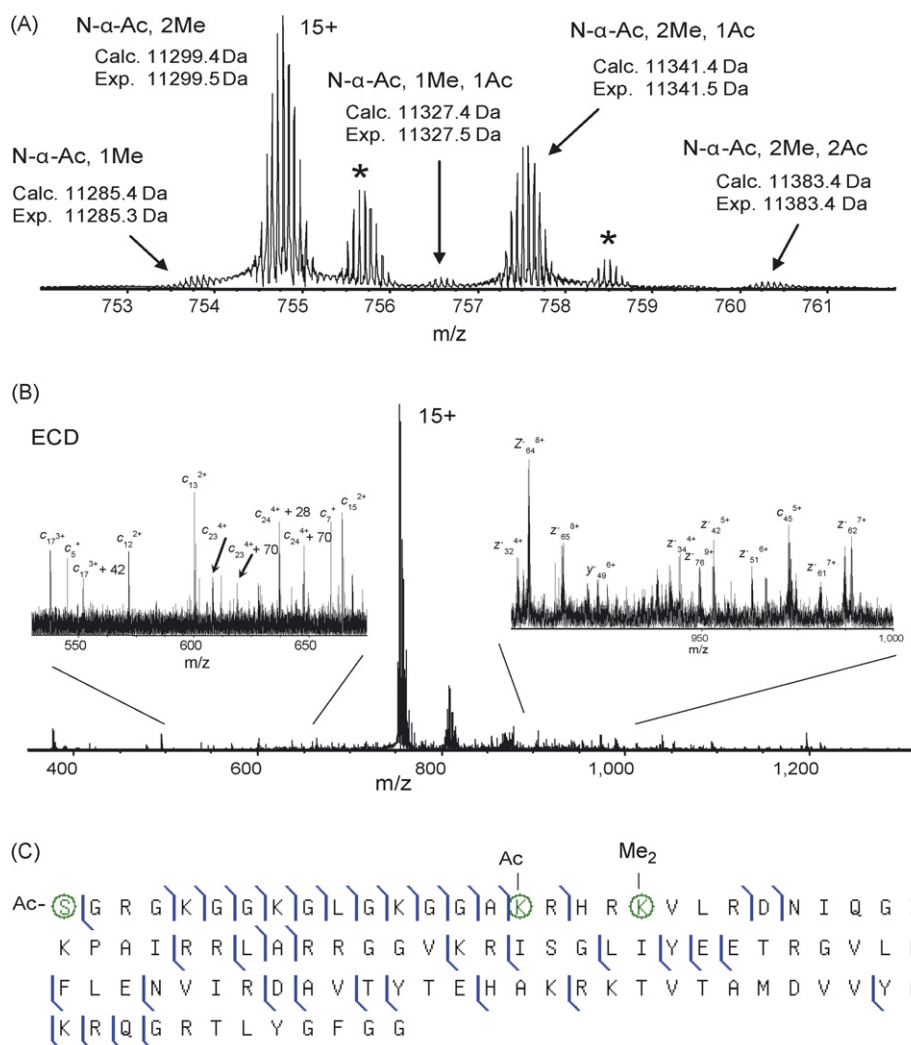 (A)
N-α-Ac, 2Me
Calc. 11299.4 Da
Exp. 11299.5 Da
15+
N-α-Ac, 1Me, 1Ac
Calc. 11327.4 Da
Exp. 11327.5 Da
N-α-Ac, 2Me, 1Ac
Calc. 11341.4 Da
Exp. 11341.5 Da
N-α-Ac, 1Me
Calc. 11285.4 Da
Exp. 11285.3 Da
N-α-Ac, 2Me, 2Ac
Calc. 11383.4 Da
Exp. 11383.4 Da
* *
753 754 755 756 757 758 759 760 761
m/z
(B)
ECD
15+
c17 3+
c5 +
c17 3+ + 42
c12 2+
c13 2+
c23 4+
c23 4+ + 70
c24 4+ + 28
c24 4+ + 70
c7 +
c15 2+
550 600 650
m/z
z· 32 4+
Z· 64 8+
z· 65 8+
y· 49 6+
z· 34 4+
z· 76 9+
z· 42 5+
z· 51 6+
c45 5+
z· 61 7+
z· 62 7+
950 1,000
m/z
400 600 800 1,000 1,200
m/z
(C)
Ac Me2
Ac- S G R G K G G K G L G K G G A K R H R K V L R D N I Q G
K P A I R R L A R R G G V K R I S G L I Y E E T R G V L
F L E N V I R D A V T Y T E H A K R K T V T A M D V V Y
K R Q G R T L Y G F G G